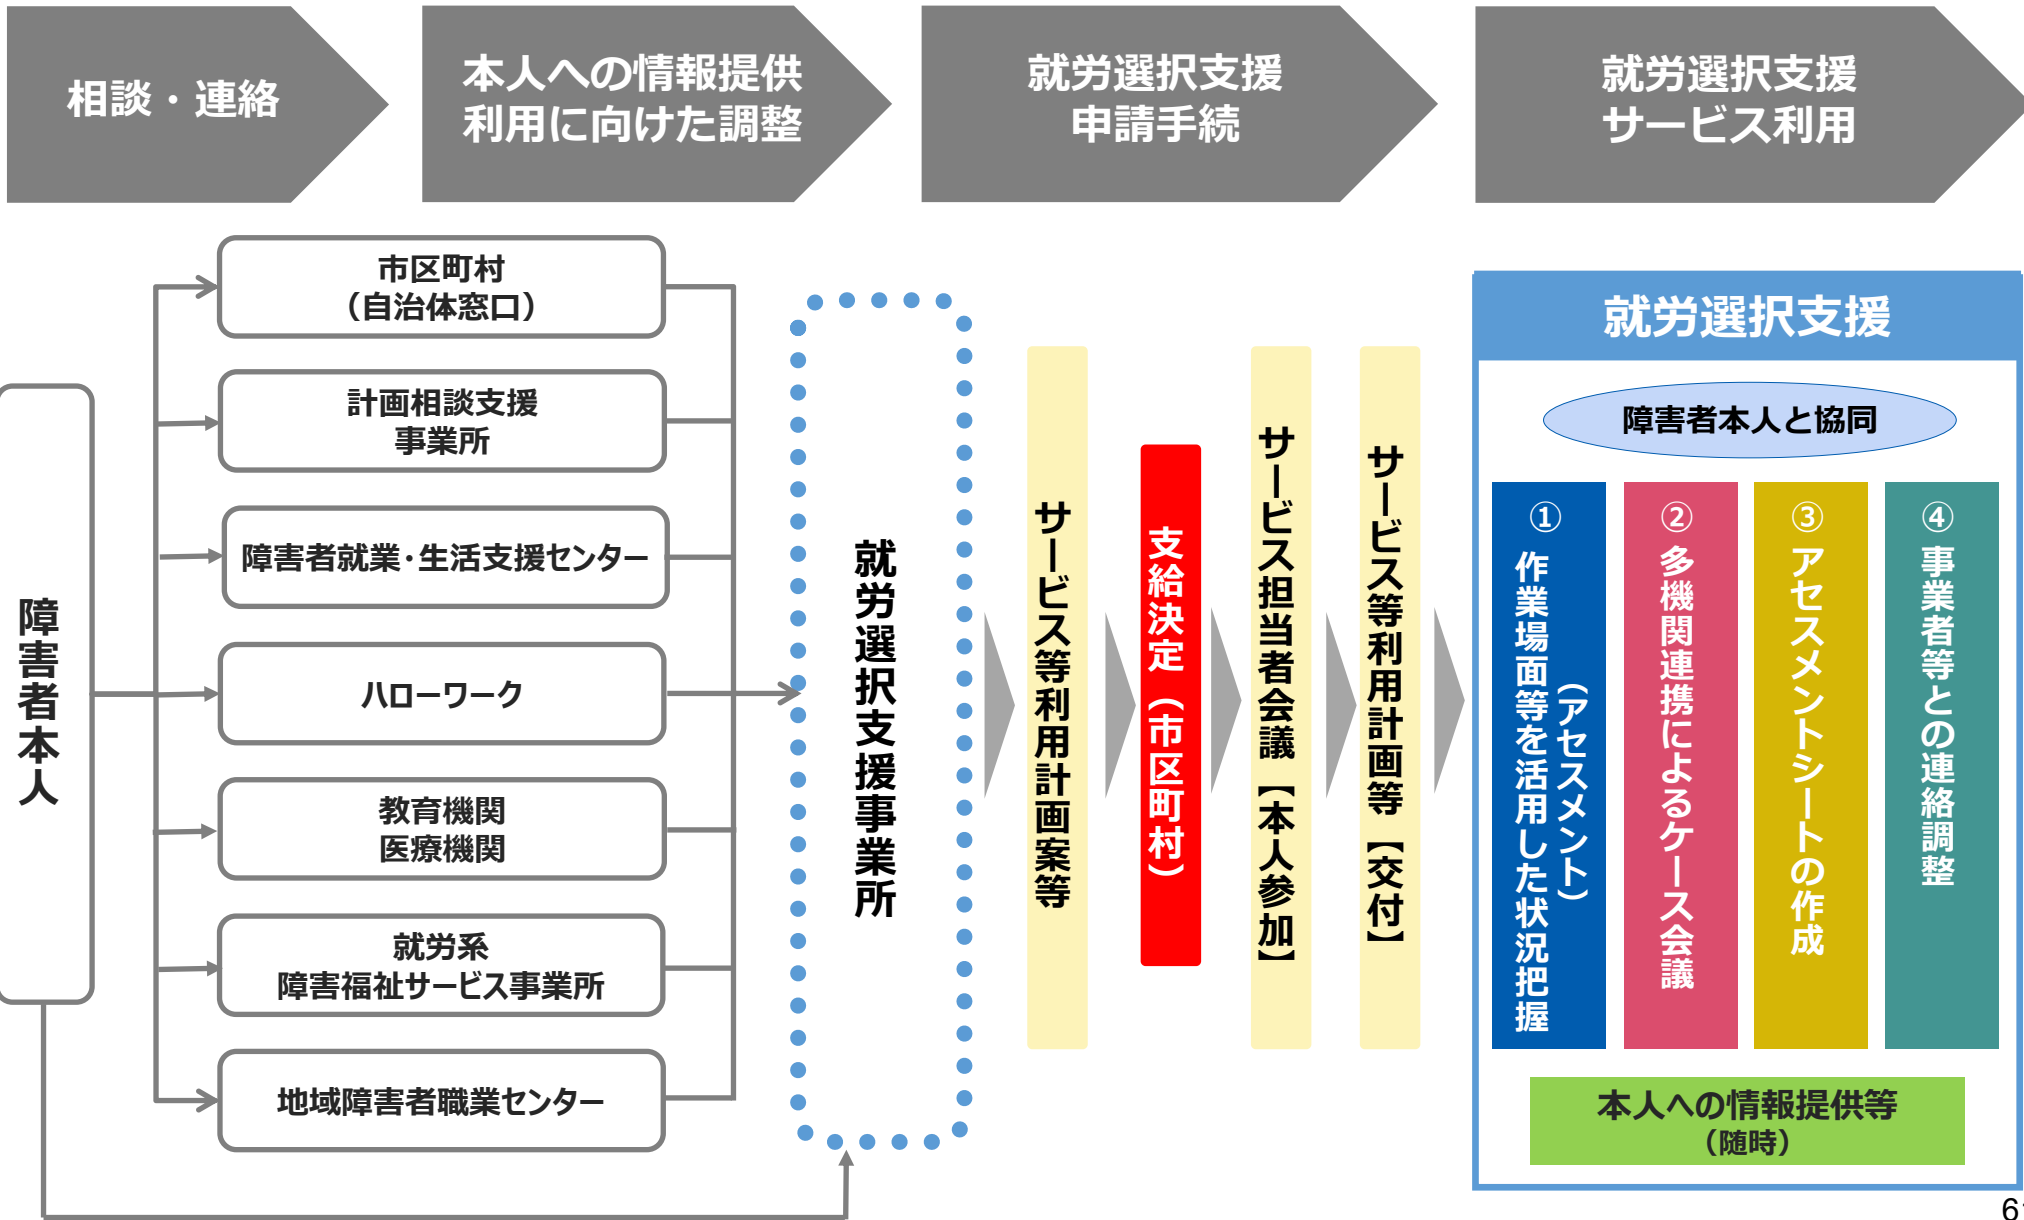 相談・連絡
本人への情報提供
利用に向けた調整
就労選択支援
申請手続
就労選択支援
サービス利用
障害者本人
市区町村
（自治体窓口）
計画相談支援
事業所
障害者就業・生活支援センター
ハローワーク
教育機関
医療機関
就労系
障害福祉サービス事業所
地域障害者職業センター
就労選択支援事業所
サービス等利用計画案等
支給決定（市区町村）
サービス担当者会議【本人参加】
サービス等利用計画等【交付】
就労選択支援
障害者本人と協同
①
作業場面等を活用した状況把握
（アセスメント）
②
多機関連携によるケース会議
③
アセスメントシートの作成
④
事業者等との連絡調整
本人への情報提供等
（随時）